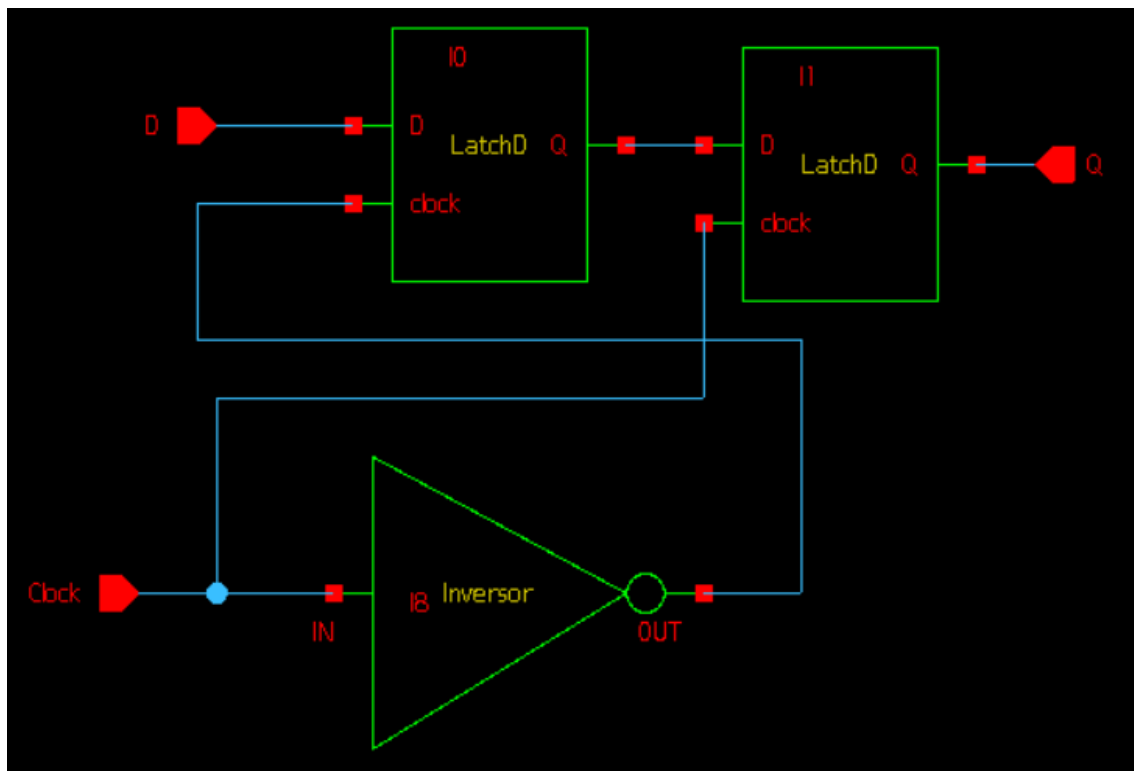 I0
D
D
LatchD
Q
clock
I1
D
LatchD
Q
Q
clock
Clock
I8
Inversor
IN
OUT